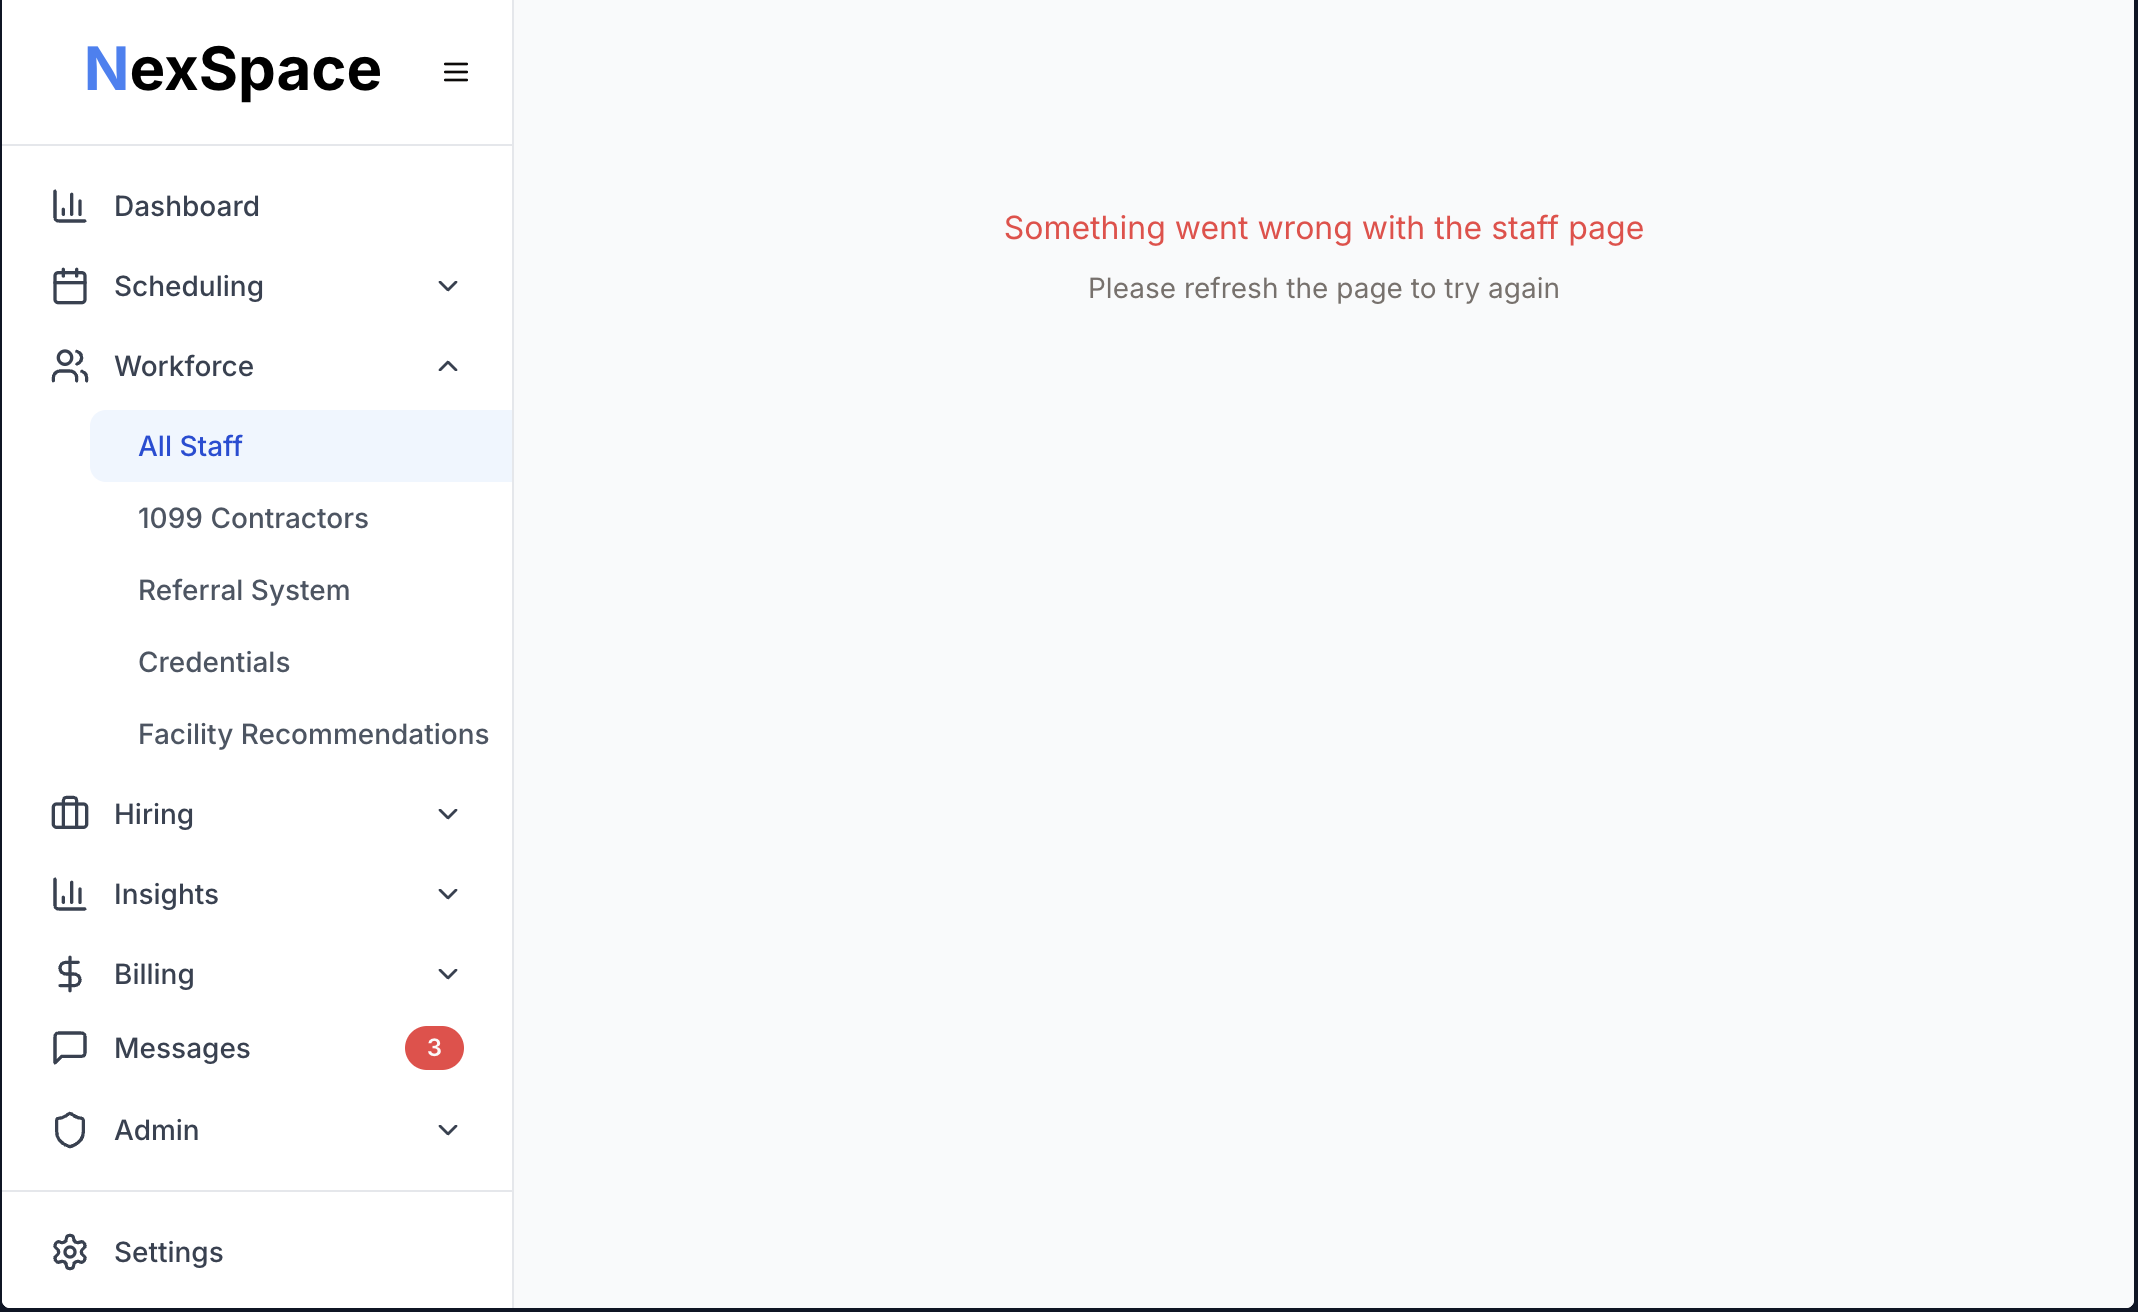 NexSpace
Dashboard
Scheduling
Workforce
All Staff
1099 Contractors
Referral System
Credentials
Facility Recommendations
Hiring
Insights
Billing
Messages 3
Admin
Settings
Something went wrong with the staff page
Please refresh the page to try again